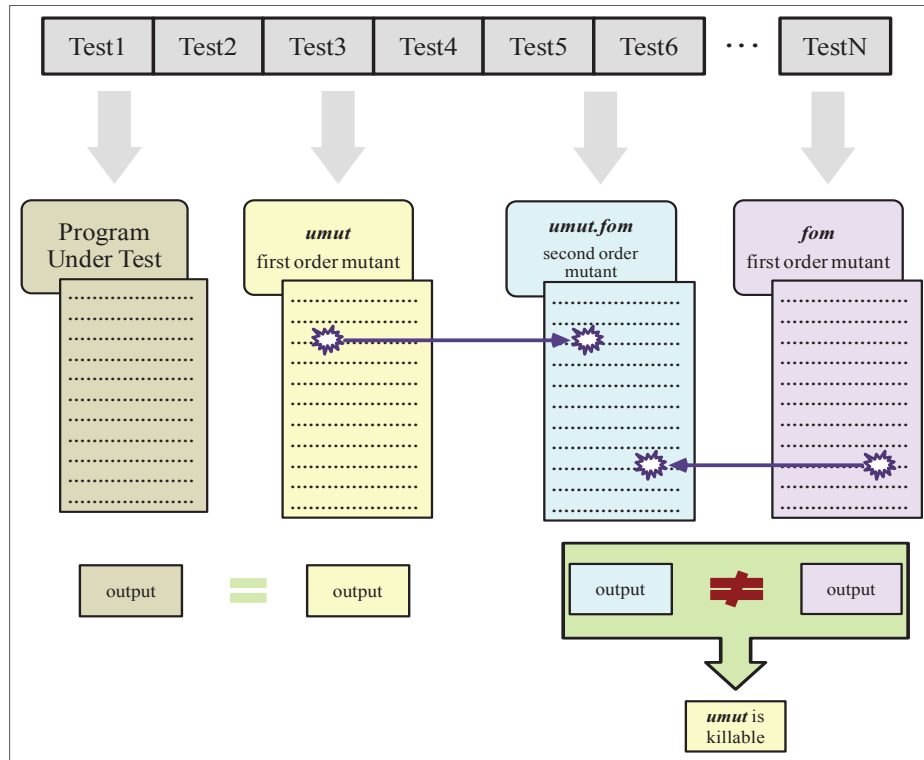 Test1 Test2 Test3 Test4 Test5 Test6 ... TestN
Program
Under Test
umut
first order mutant
umut.fom
second order
mutant
fom
first order mutant
output = output
output ≠ output
umut is
killable